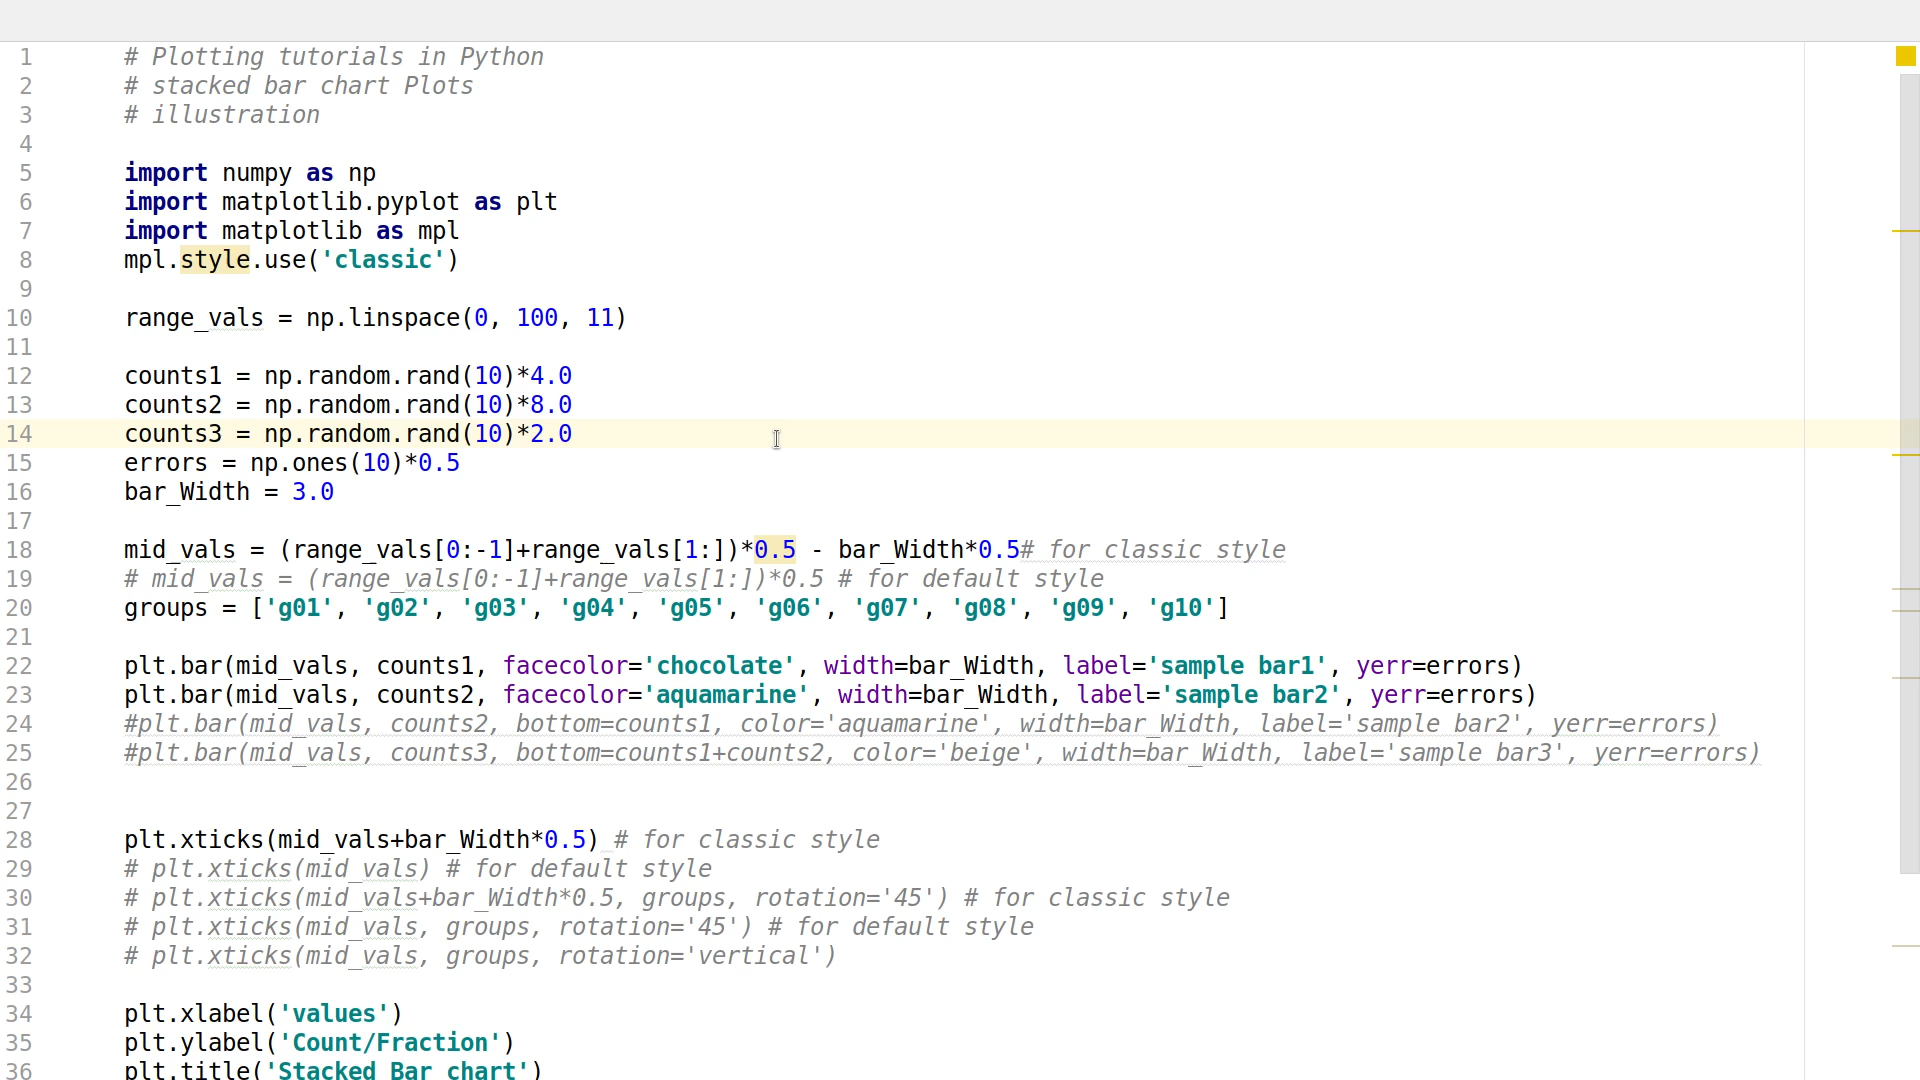 1 # Plotting tutorials in Python
2 # stacked bar chart Plots
3 # illustration
4
5 import numpy as np
6 import matplotlib.pyplot as plt
7 import matplotlib as mpl
8 mpl.style.use('classic')
9
10 range_vals = np.linspace(0, 100, 11)
11
12 counts1 = np.random.rand(10)*4.0
13 counts2 = np.random.rand(10)*8.0
14 counts3 = np.random.rand(10)*2.0
15 errors = np.ones(10)*0.5
16 bar_Width = 3.0
17
18 mid_vals = (range_vals[0:-1]+range_vals[1:])*0.5 - bar_Width*0.5# for classic style
19 # mid_vals = (range_vals[0:-1]+range_vals[1:])*0.5 # for default style
20 groups = ['g01', 'g02', 'g03', 'g04', 'g05', 'g06', 'g07', 'g08', 'g09', 'g10']
21
22 plt.bar(mid_vals, counts1, facecolor='chocolate', width=bar_Width, label='sample bar1', yerr=errors)
23 plt.bar(mid_vals, counts2, facecolor='aquamarine', width=bar_Width, label='sample bar2', yerr=errors)
24 #plt.bar(mid_vals, counts2, bottom=counts1, color='aquamarine', width=bar_Width, label='sample bar2', yerr=errors)
25 #plt.bar(mid_vals, counts3, bottom=counts1+counts2, color='beige', width=bar_Width, label='sample bar3', yerr=errors)
26
27
28 plt.xticks(mid_vals+bar_Width*0.5) # for classic style
29 # plt.xticks(mid_vals) # for default style
30 # plt.xticks(mid_vals+bar_Width*0.5, groups, rotation='45') # for classic style
31 # plt.xticks(mid_vals, groups, rotation='45') # for default style
32 # plt.xticks(mid_vals, groups, rotation='vertical')
33
34 plt.xlabel('values')
35 plt.ylabel('Count/Fraction')
36 plt.title('Stacked Bar chart')